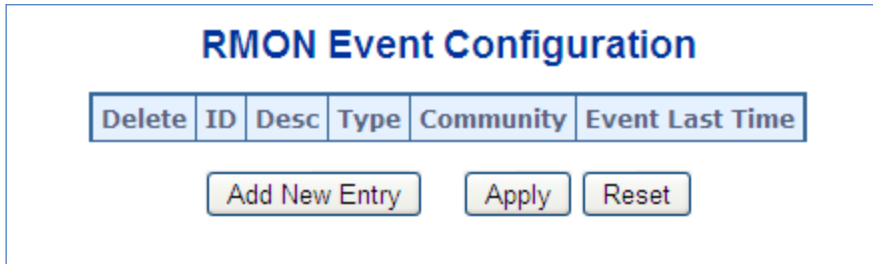 RMON Event Configuration
Delete ID Desc Type Community Event Last Time
Add New Entry Apply Reset